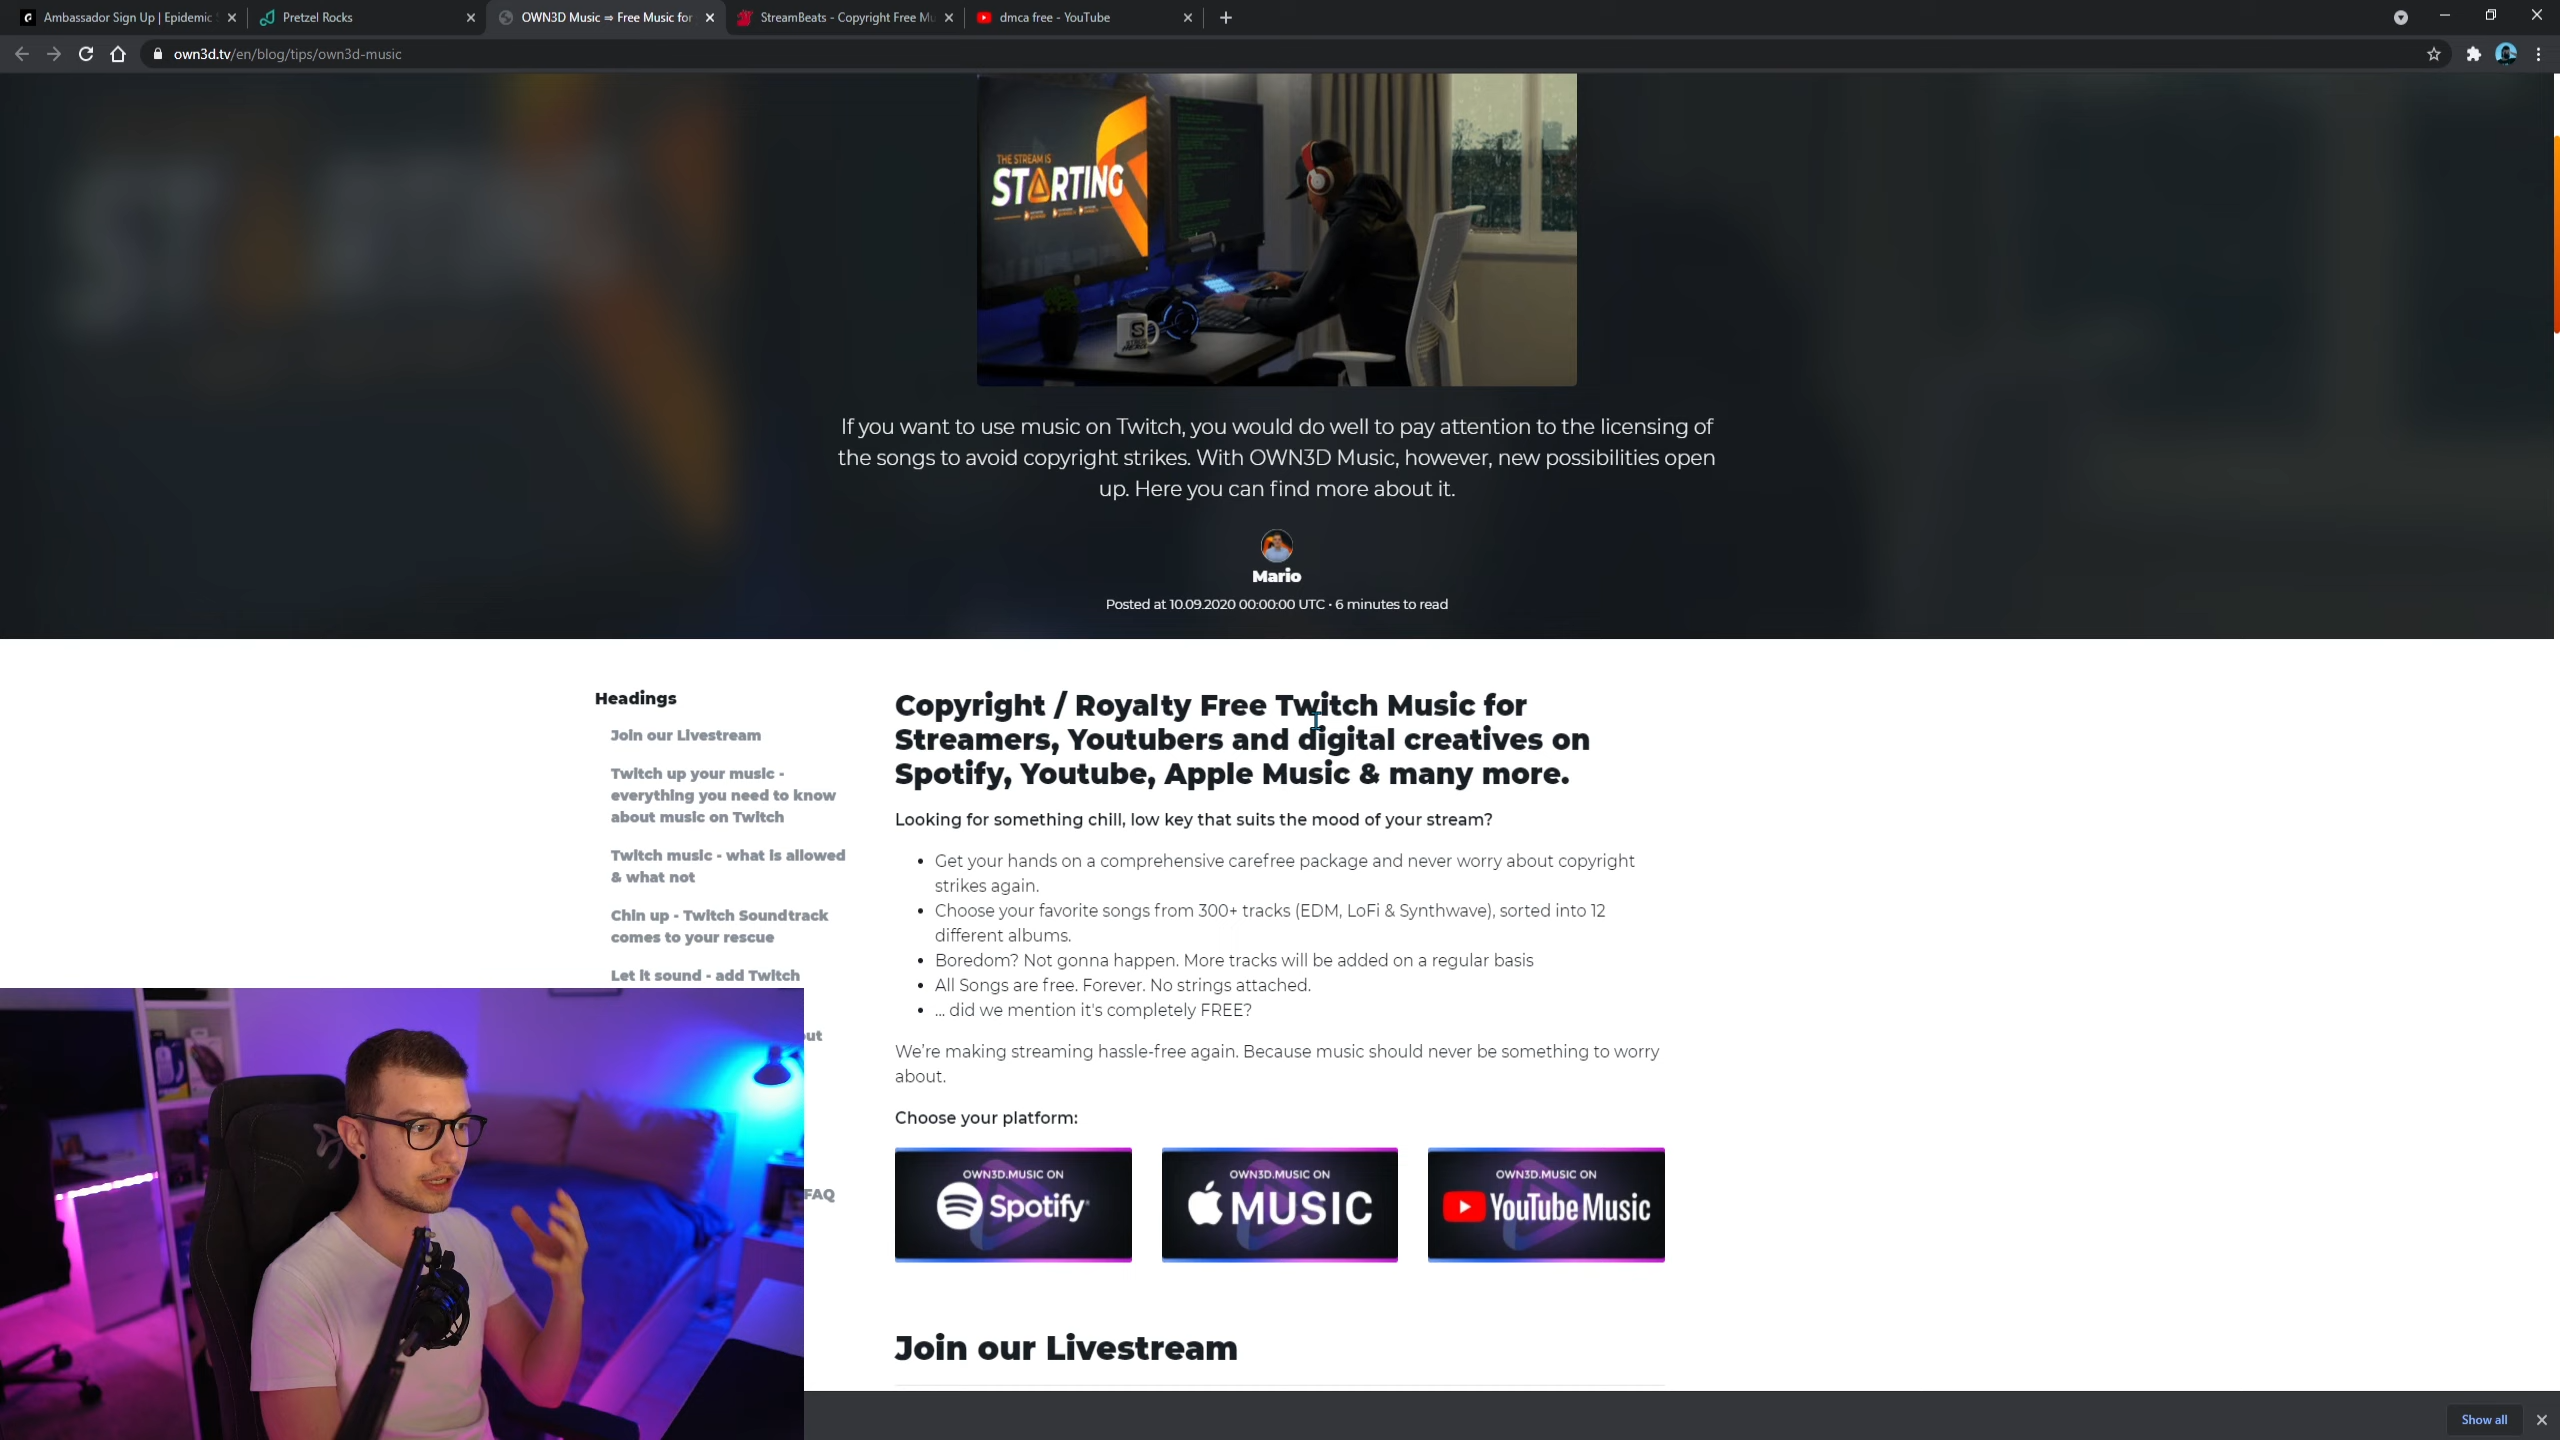 Ambassador Sign Up | Epidemic
Pretzel Rocks
OWN3D Music ⇒ Free Music for
StreamBeats - Copyright Free Mu
dmca free - YouTube
own3d.tv/en/blog/tips/own3d-music
THE STREAM IS
STARTING
If you want to use music on Twitch, you would do well to pay attention to the licensing of
the songs to avoid copyright strikes. With OWN3D Music, however, new possibilities open
up. Here you can find more about it.
Mario
Posted at 10.09.2020 00:00:00 UTC • 6 minutes to read
Headings
Join our Livestream
Twitch up your music -
everything you need to know
about music on Twitch
Twitch music - what is allowed
& what not
Chin up - Twitch Soundtrack
comes to your rescue
Let it sound - add Twitch
out
FAQ
Copyright / Royalty Free Twitch Music for
Streamers, Youtubers and digital creatives on
Spotify, Youtube, Apple Music & many more.
Looking for something chill, low key that suits the mood of your stream?
• Get your hands on a comprehensive carefree package and never worry about copyright
strikes again.
• Choose your favorite songs from 300+ tracks (EDM, LoFi & Synthwave), sorted into 12
different albums.
• Boredom? Not gonna happen. More tracks will be added on a regular basis
• All Songs are free. Forever. No strings attached.
• ... did we mention it's completely FREE?
We're making streaming hassle-free again. Because music should never be something to worry
about.
Choose your platform:
OWN3D.MUSIC ON
Spotify
OWN3D.MUSIC ON
MUSIC
OWN3D.MUSIC ON
YouTube Music
Join our Livestream
Show all